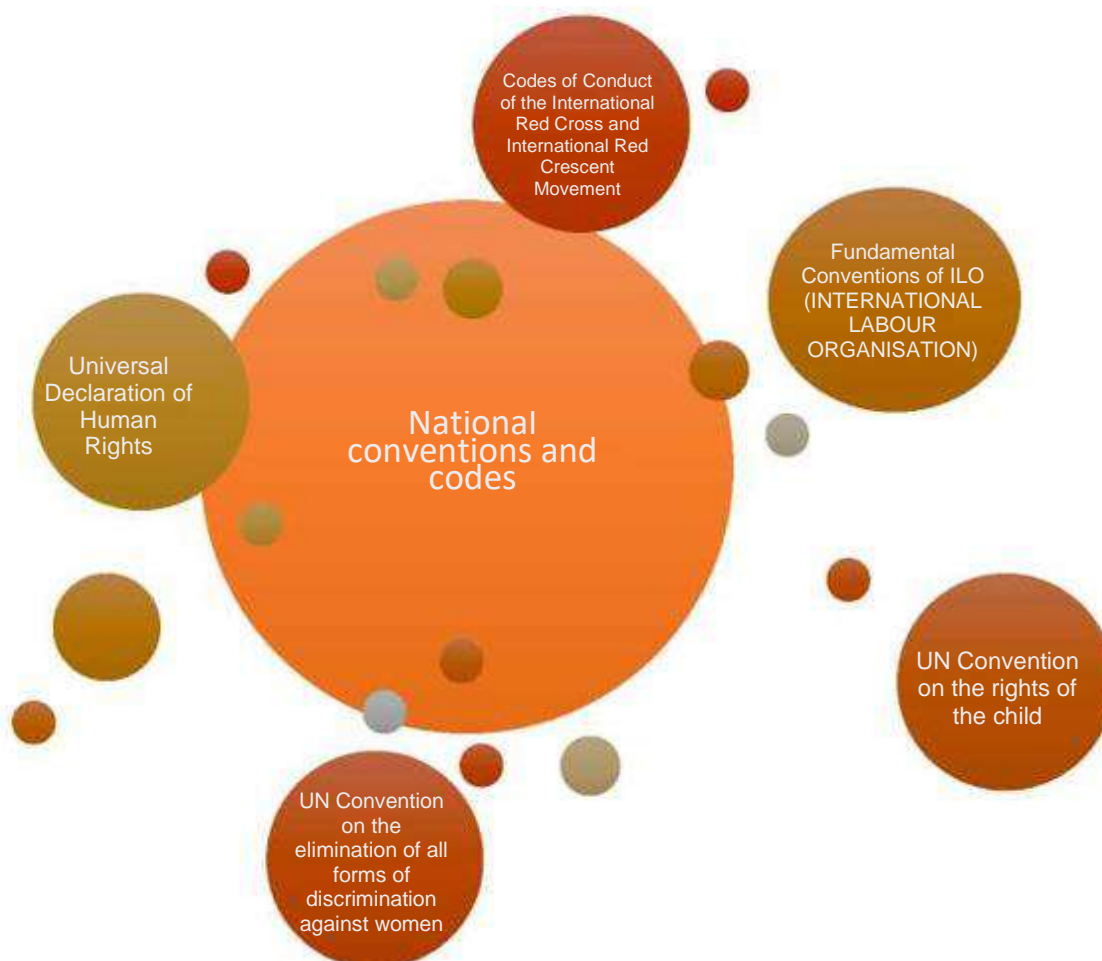 Codes of Conduct
of the International
Red Cross and
International Red
Crescent
Movement
Fundamental
Conventions of ILO
(INTERNATIONAL
LABOUR
ORGANISATION)
Universal
Declaration of
Human
Rights
National
conventions and
codes
UN Convention
on the rights of
the child
UN Convention
on the
elimination of all
forms of
discrimination
against women